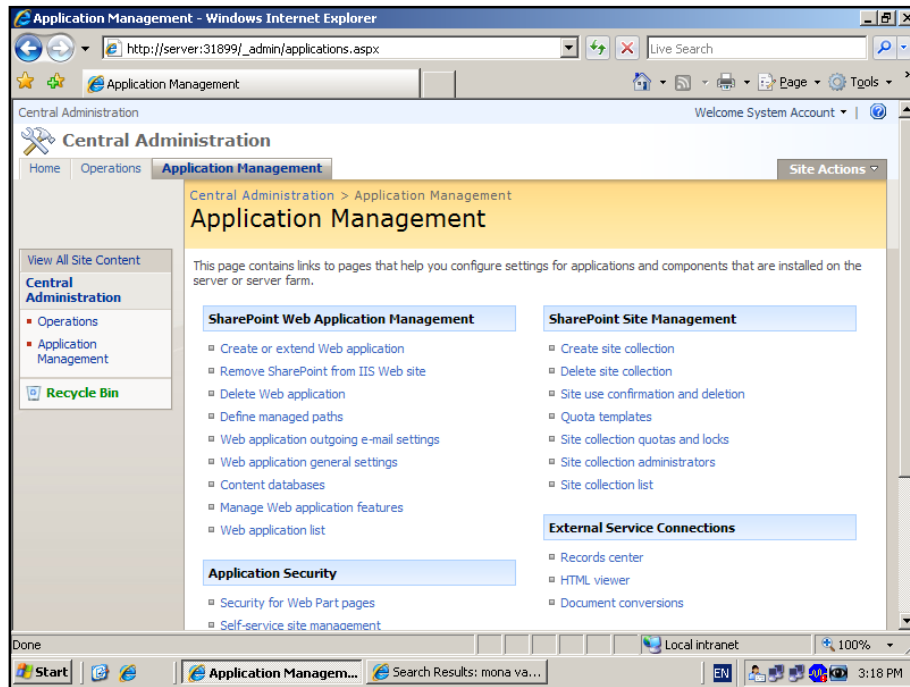 Application Management - Windows Internet Explorer
http://server:31899/_admin/applications.aspx
Live Search
Application Management
Page
Tools
Central Administration
Welcome System Account
Central Administration
Home
Operations
Application Management
Site Actions
Central Administration > Application Management
Application Management
View All Site Content
Central
Administration
Operations
Application
Management
Recycle Bin
This page contains links to pages that help you configure settings for applications and components that are installed on the
server or server farm.
SharePoint Web Application Management
Create or extend Web application
Remove SharePoint from IIS Web site
Delete Web application
Define managed paths
Web application outgoing e-mail settings
Web application general settings
Content databases
Manage Web application features
Web application list
Application Security
Security for Web Part pages
Self-service site management
SharePoint Site Management
Create site collection
Delete site collection
Site use confirmation and deletion
Quota templates
Site collection quotas and locks
Site collection administrators
Site collection list
External Service Connections
Records center
HTML viewer
Document conversions
Done
Local intranet
100%
Start
Application Managem...
Search Results: mona va...
EN
3:18 PM